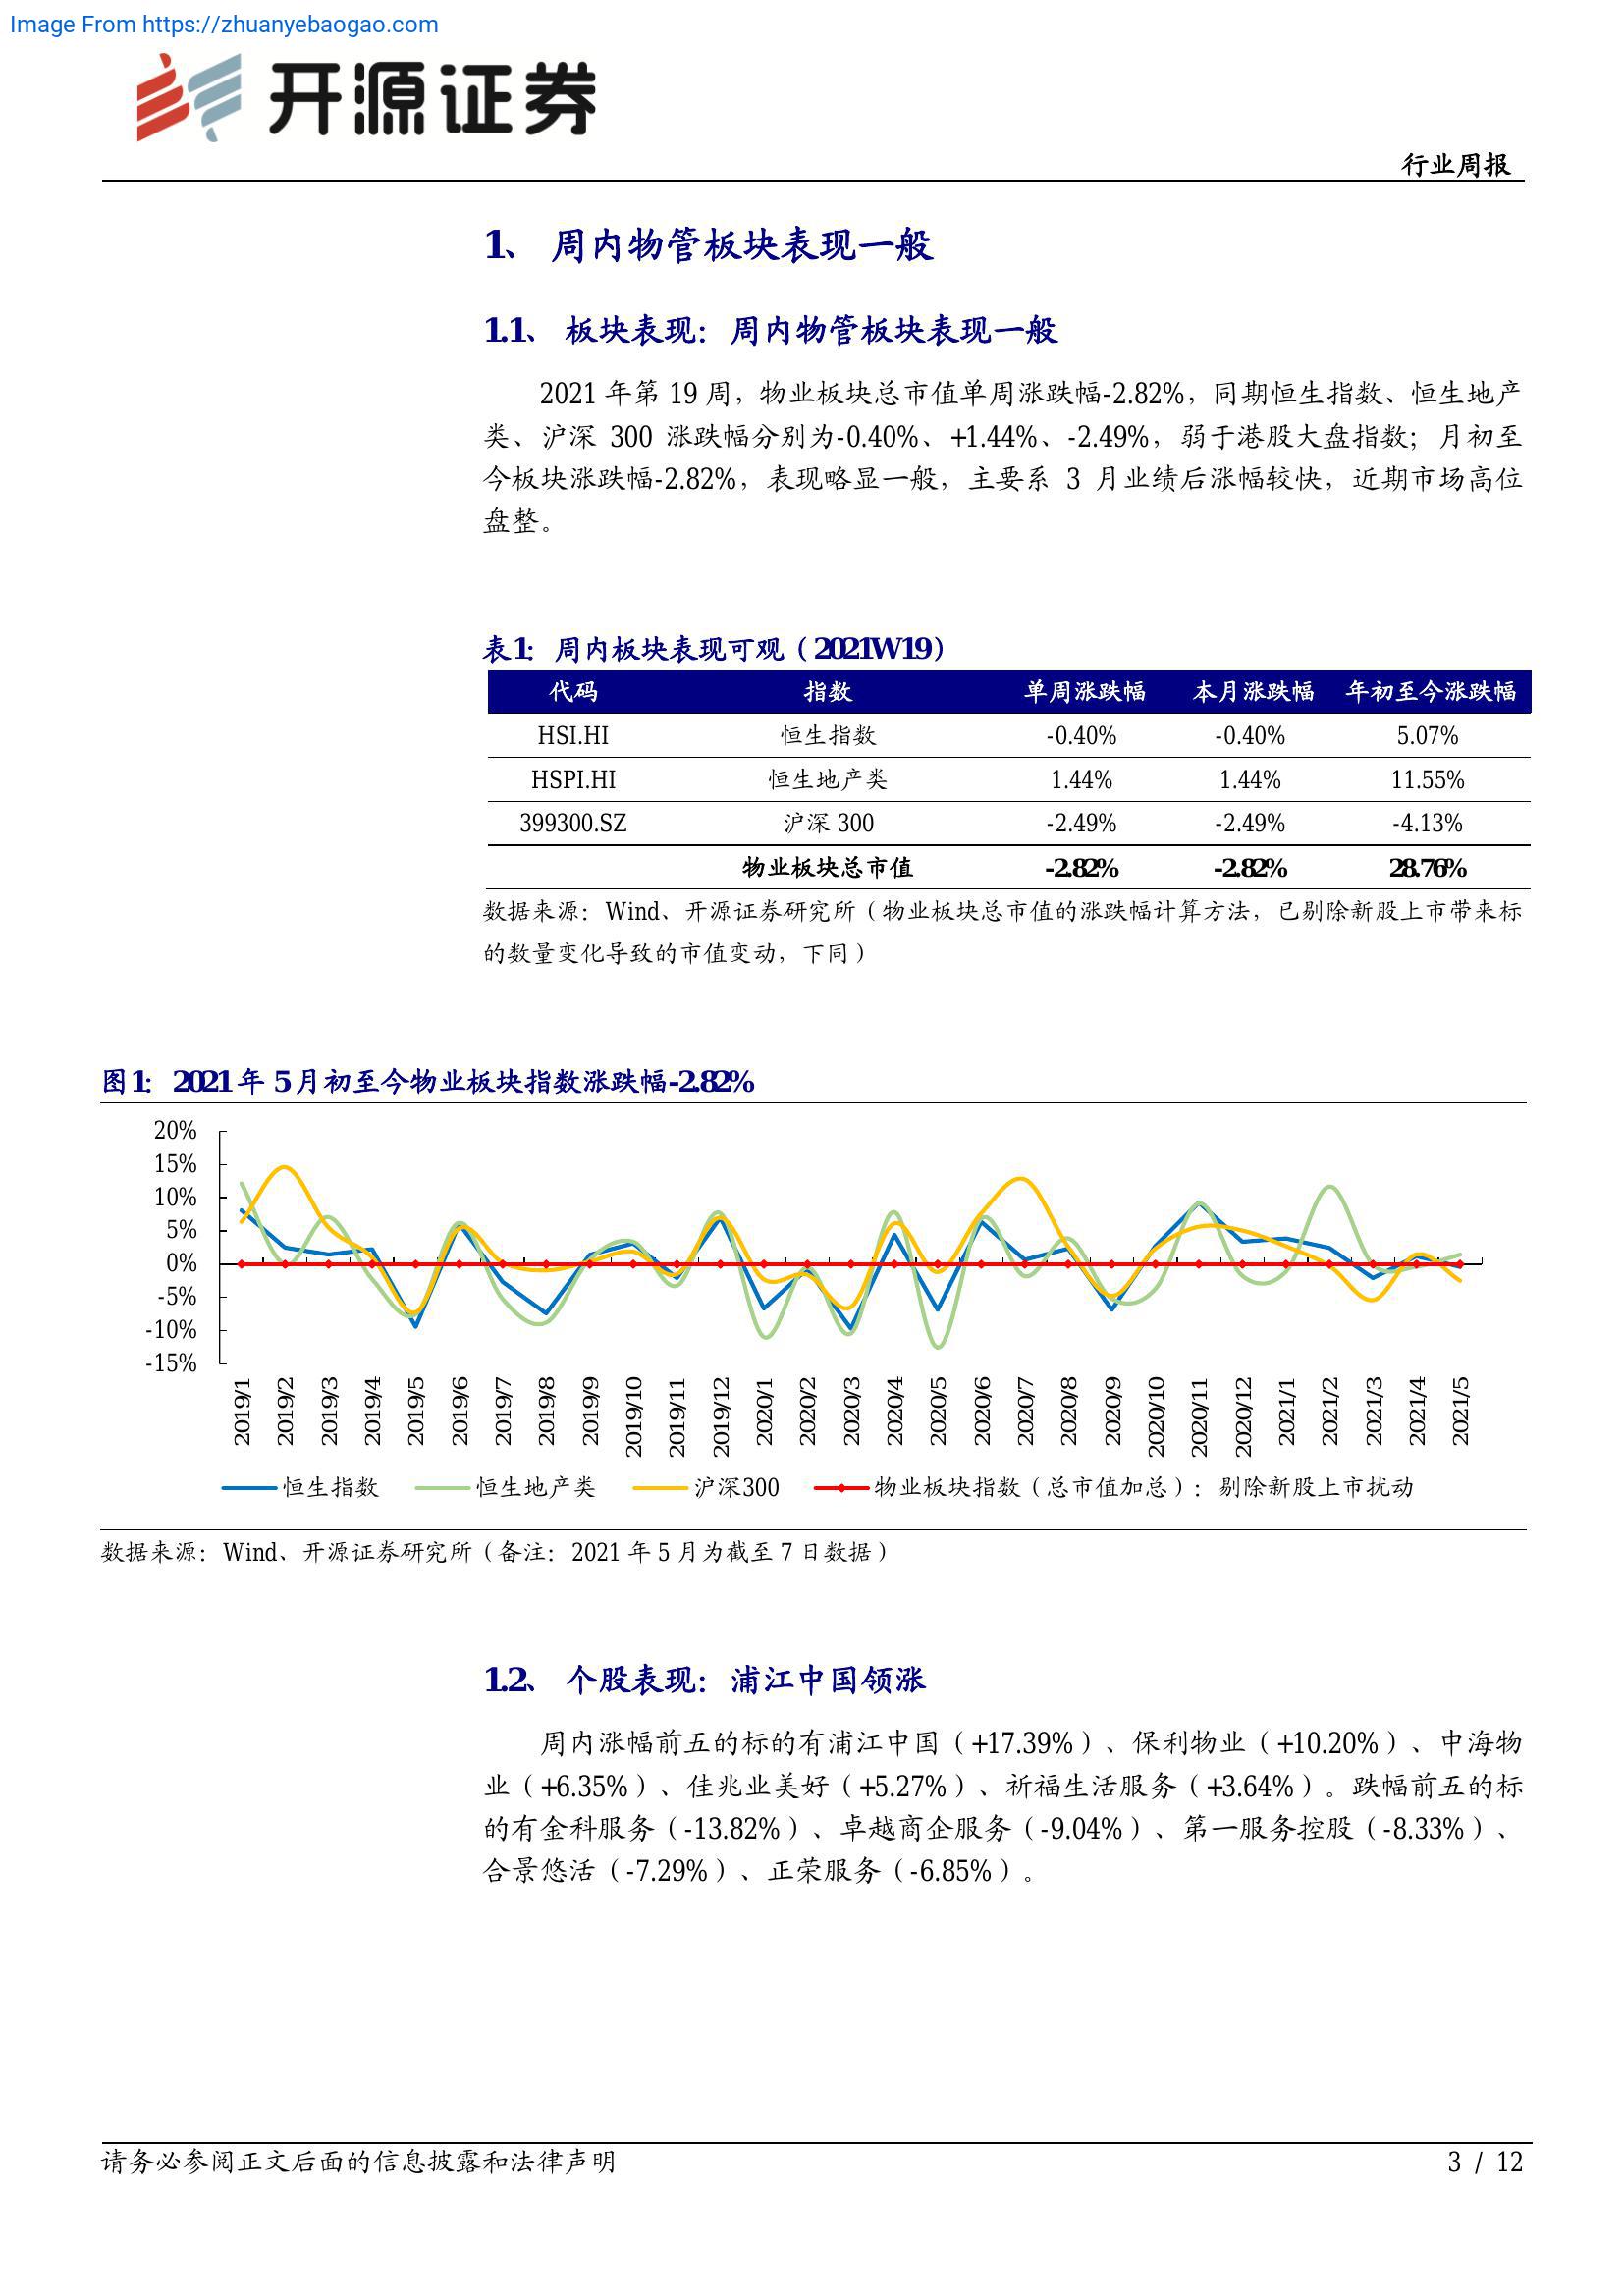 Image From https://zhuanyebaogao.com
开源证券
行业周报
1、 周内物管板块表现一般
1.1、 板块表现：周内物管板块表现一般
2021 年第 19 周，物业板块总市值单周涨跌幅-2.82%，同期恒生指数、恒生地产
类、沪深 300 涨跌幅分别为-0.40%、+1.44%、-2.49%，弱于港股大盘指数；月初至
今板块涨跌幅-2.82%，表现略显一般，主要系 3 月业绩后涨幅较快，近期市场高位
盘整。
表1： 周内板块表现可观（2021W19）
代码 指数 单周涨跌幅 本月涨跌幅 年初至今涨跌幅
HSI.HI 恒生指数 -0.40% -0.40% 5.07%
HSPI.HI 恒生地产类 1.44% 1.44% 11.55%
399300.SZ 沪深 300 -2.49% -2.49% -4.13%
物业板块总市值 -2.82% -2.82% 28.76%
数据来源：Wind、开源证券研究所（物业板块总市值的涨跌幅计算方法，已剔除新股上市带来标
的数量变化导致的市值变动，下同）
图1： 2021 年 5 月初至今物业板块指数涨跌幅-2.82%
20%
15%
10%
5%
0%
-5%
-10%
-15%
2019/1 2019/2 2019/3 2019/4 2019/5 2019/6 2019/7 2019/8 2019/9 2019/10 2019/11 2019/12 2020/1 2020/2 2020/3 2020/4 2020/5 2020/6 2020/7 2020/8 2020/9 2020/10 2020/11 2020/12 2021/1 2021/2 2021/3 2021/4 2021/5
恒生指数 恒生地产类 沪深300 物业板块指数（总市值加总）：剔除新股上市扰动
数据来源：Wind、开源证券研究所（备注：2021 年 5 月为截至 7 日数据）
1.2、 个股表现：浦江中国领涨
周内涨幅前五的标的有浦江中国（+17.39%）、保利物业（+10.20%）、中海物
业（+6.35%）、佳兆业美好（+5.27%）、祈福生活服务（+3.64%）。跌幅前五的标
的有金科服务（-13.82%）、卓越商企服务（-9.04%）、第一服务控股（-8.33%）、
合景悠活（-7.29%）、正荣服务（-6.85%）。
请务必参阅正文后面的信息披露和法律声明 3 / 12